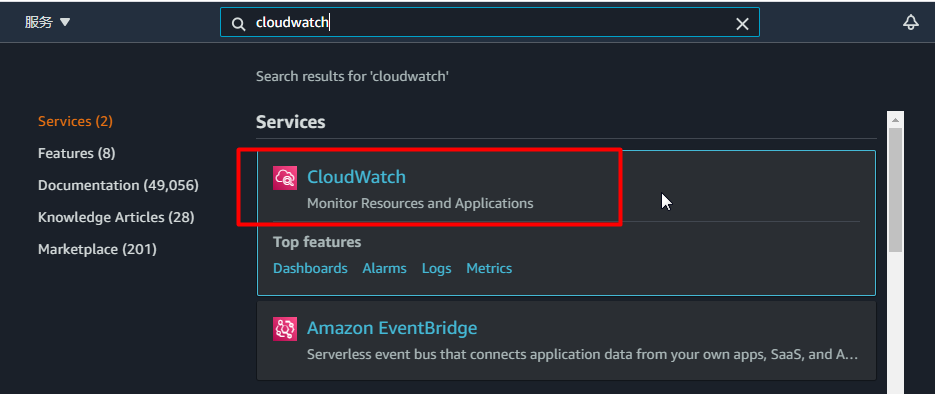 服务
cloudwatch
Search results for 'cloudwatch'
Services (2)
Features (8)
Documentation (49,056)
Knowledge Articles (28)
Marketplace (201)
Services
CloudWatch
Monitor Resources and Applications
Top features
Dashboards Alarms Logs Metrics
Amazon EventBridge
Serverless event bus that connects application data from your own apps, SaaS, and A...